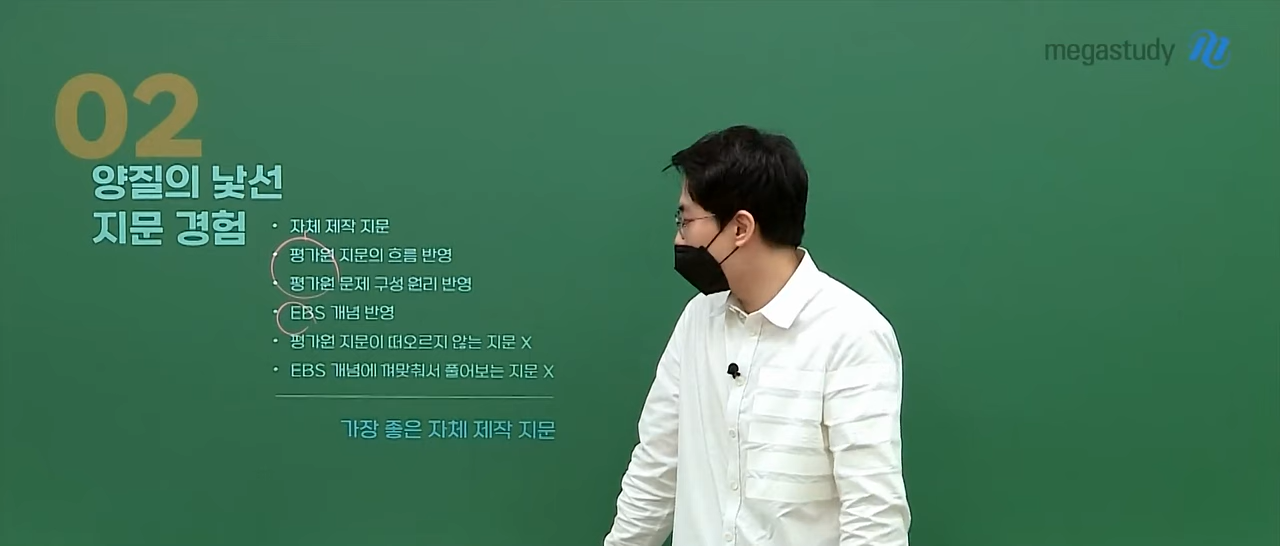 megastudy
02
양질의 낯선
지문 경험
• 자체 제작 지문
• 평가원 지문의 흐름 반영
• 평가원 문제 구성 원리 반영
• EBS 개념 반영
• 평가원 지문이 떠오르지 않는 지문 X
• EBS 개념에 껴맞춰서 풀어보는 지문 X
가장 좋은 자체 제작 지문